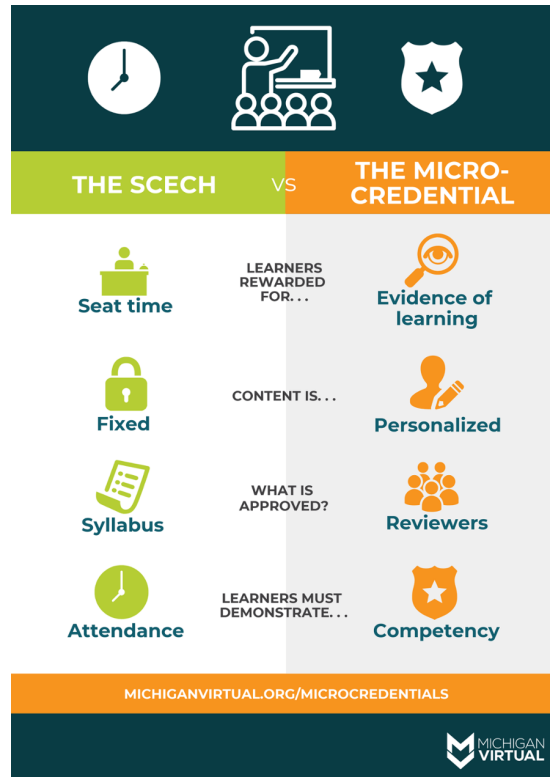 THE SCECH
VS
THE MICRO-
CREDENTIAL
LEARNERS
REWARDED
FOR. . .
Seat time
Evidence of
learning
CONTENT IS. . .
Fixed
Personalized
WHAT IS
APPROVED?
Syllabus
Reviewers
LEARNERS MUST
DEMONSTRATE. . .
Attendance
Competency
MICHIGANVIRTUAL.ORG/MICROCREDENTIALS
MICHIGAN
VIRTUAL